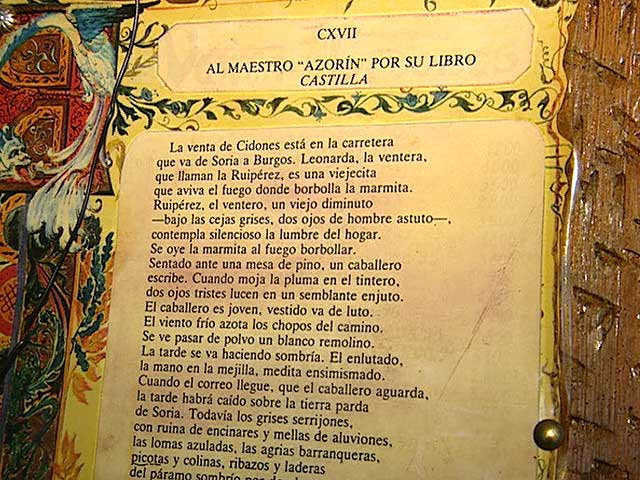 CXVII
AL MAESTRO "AZORÍN" POR SU LIBRO
CASTILLA
La venta de Cidones está en la carretera
que va de Soria a Burgos. Leonarda, la ventera,
que llaman la Ruipérez, es una viejecita
que aviva el fuego donde borbolla la marmita.
Ruipérez, el ventero, un viejo diminuto
—bajo las cejas grises, dos ojos de hombre astuto—,
contempla silencioso la lumbre del hogar.
Se oye la marmita al fuego borbollar.
Sentado ante una mesa de pino, un caballero
escribe. Cuando moja la pluma en el tintero,
dos ojos tristes lucen en un semblante enjuto.
El caballero es joven, vestido va de luto.
El viento frío azota los chopos del camino.
Se ve pasar de polvo un blanco remolino.
La tarde se va haciendo sombría. El enlutado,
la mano en la mejilla, medita ensimismado.
Cuando el correo llegue, que el caballero aguarda,
la tarde habrá caído sobre la tierra parda
de Soria. Todavía los grises serrijones,
con ruina de encinares y mellas de aluviones,
las lomas azuladas, las agrias barranqueras,
picotas y colinas, ribazos y laderas
del páramo sombrío por